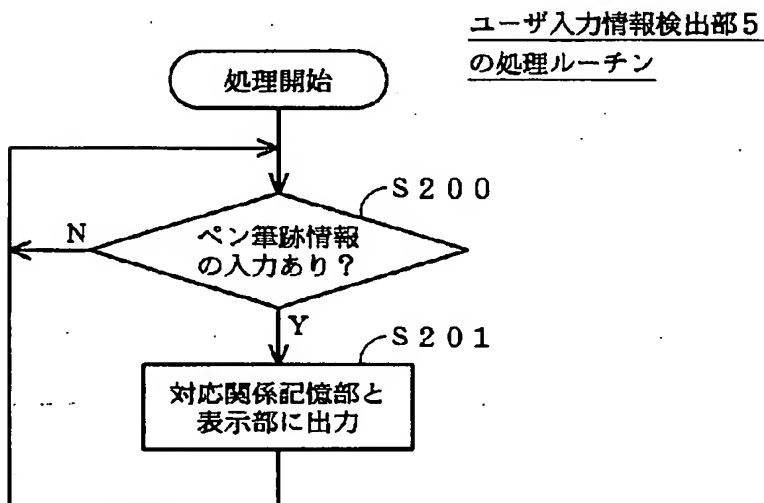 ユーザ入力情報検出部5
の処理ルーチン
処理開始
S200
N
ペン筆跡情報
の入力あり?
Y
S201
対応関係記憶部と
表示部に出力